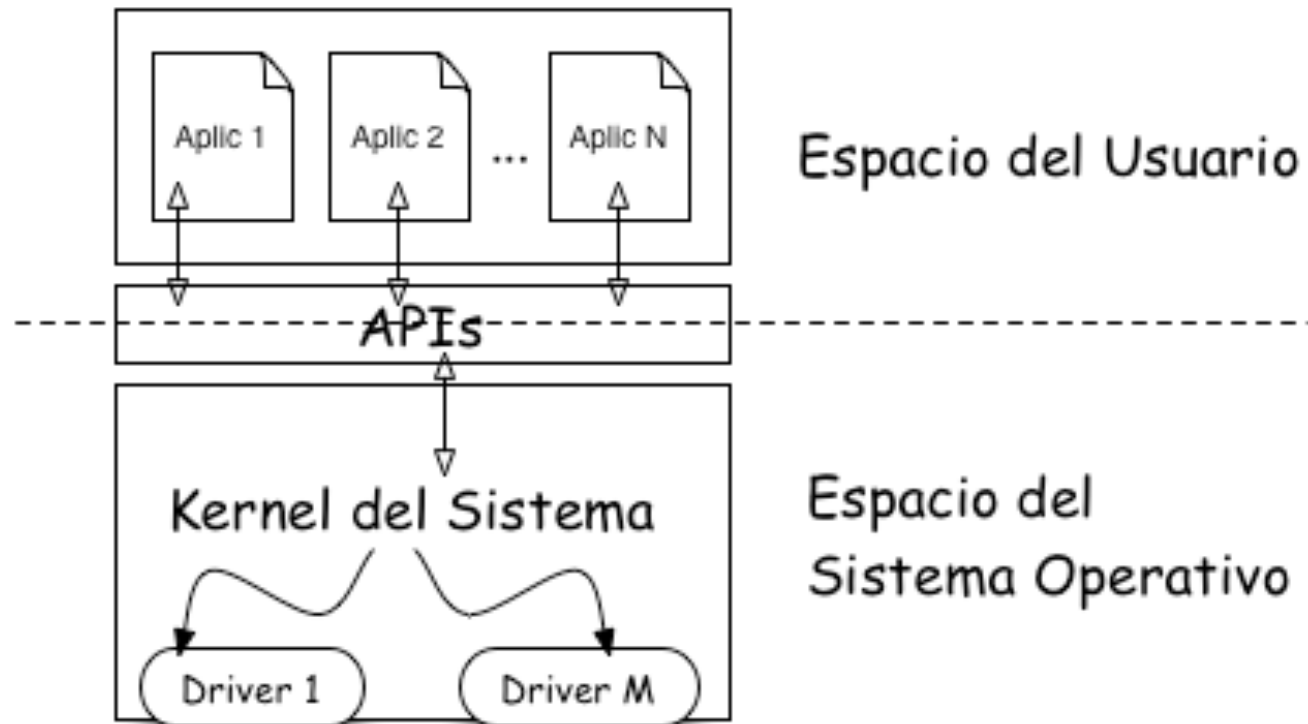 Aplic 1
Aplic 2
...
Aplic N
Espacio del Usuario
APIs
Kernel del Sistema
Espacio del
Sistema Operativo
Driver 1
Driver M